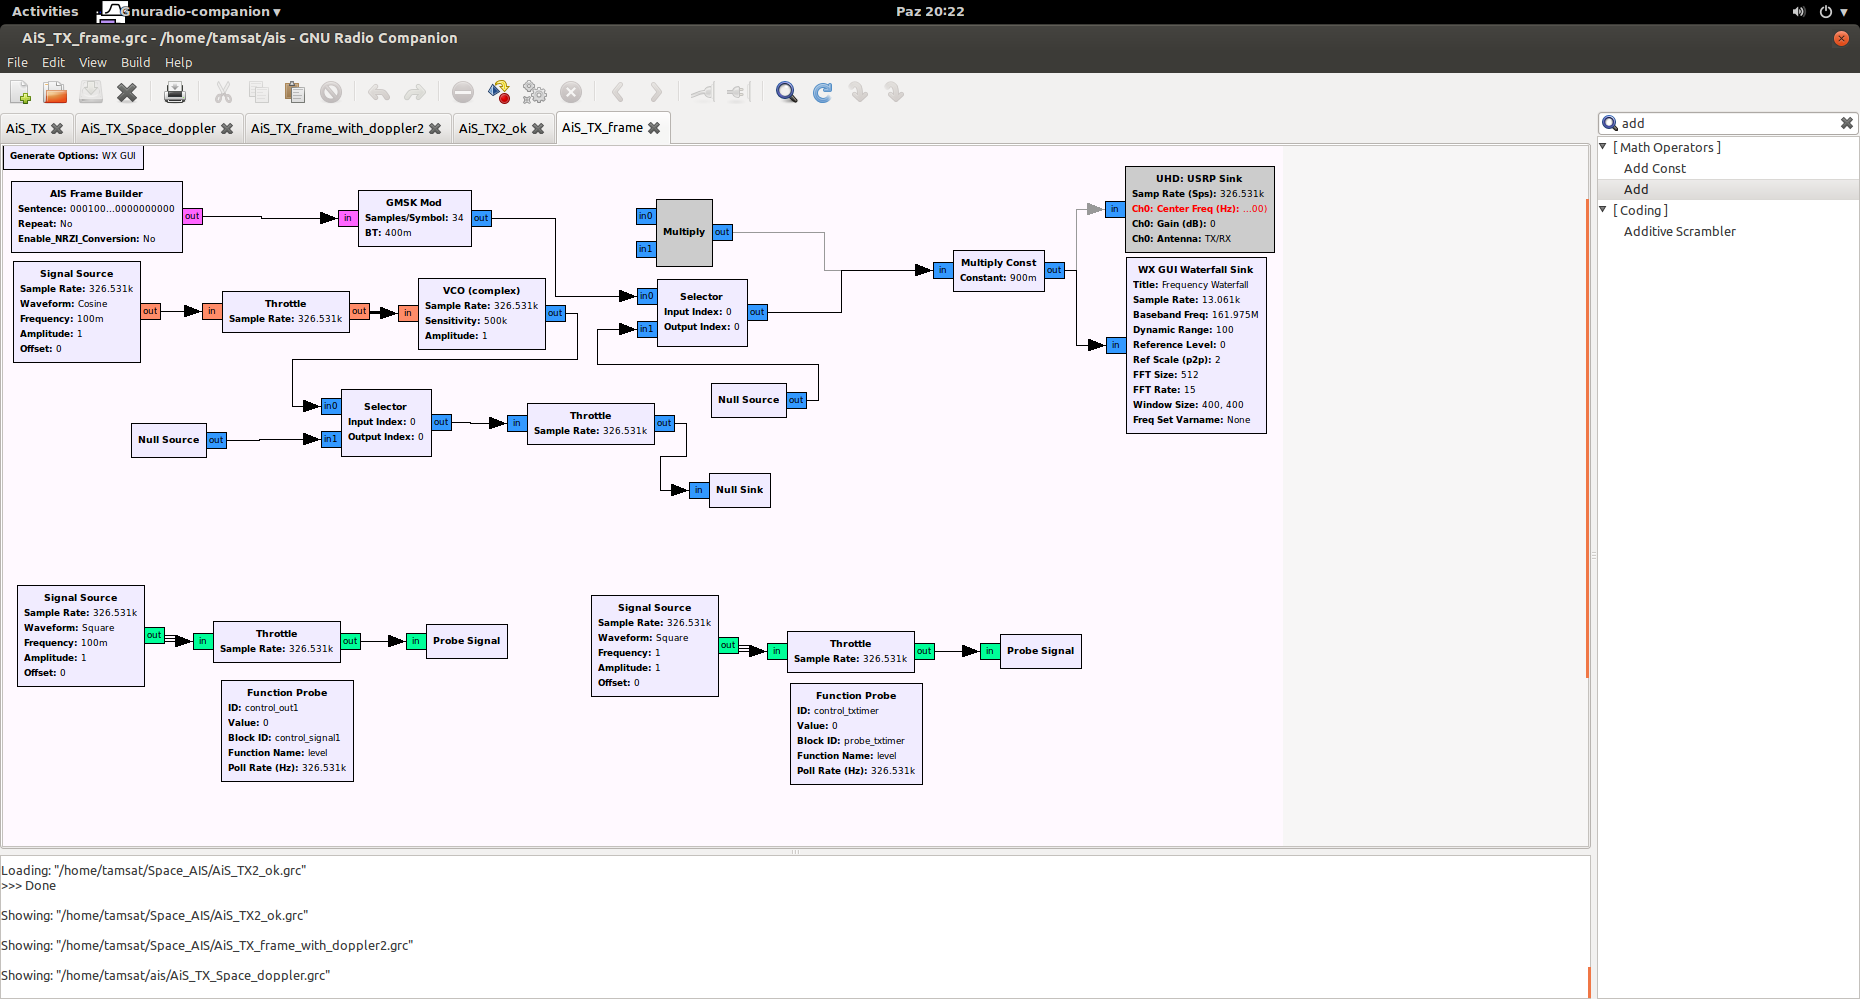 Activities
Gnuradio-companion ▾
Paz 20:22
AiS_TX_frame.grc - /home/tamsat/ais - GNU Radio Companion
File Edit View Build Help
AiS_TX
AiS_TX_Space_doppler
AiS_TX_frame_with_doppler2
AiS_TX2_ok
AiS_TX_frame
add
[ Math Operators ]
Add Const
Add
[ Coding ]
Additive Scrambler
Generate Options: WX GUI
AIS Frame Builder
Sentence: 000100...0000000000
Repeat: No
Enable_NRZI_Conversion: No
out
in
GMSK Mod
Samples/Symbol: 34
BT: 400m
out
in0
in1
Multiply
out
in
Multiply Const
Constant: 900m
out
in
UHD: USRP Sink
Samp Rate (Sps): 326.531k
Ch0: Center Freq (Hz): ...00)
Ch0: Gain (dB): 0
Ch0: Antenna: TX/RX
in
WX GUI Waterfall Sink
Title: Frequency Waterfall
Sample Rate: 13.061k
Baseband Freq: 161.975M
Dynamic Range: 100
Reference Level: 0
Ref Scale (p2p): 2
FFT Size: 512
FFT Rate: 15
Window Size: 400, 400
Freq Set Varname: None
Signal Source
Sample Rate: 326.531k
Waveform: Cosine
Frequency: 100m
Amplitude: 1
Offset: 0
out
in
Throttle
Sample Rate: 326.531k
out
in
VCO (complex)
Sample Rate: 326.531k
Sensitivity: 500k
Amplitude: 1
out
in0
in1
Selector
Input Index: 0
Output Index: 0
out
Null Source
out
Null Source
out
in0
in1
Selector
Input Index: 0
Output Index: 0
out
in
Throttle
Sample Rate: 326.531k
out
in
Null Sink
Signal Source
Sample Rate: 326.531k
Waveform: Square
Frequency: 100m
Amplitude: 1
Offset: 0
out
in
Throttle
Sample Rate: 326.531k
out
in
Probe Signal
Function Probe
ID: control_out1
Value: 0
Block ID: control_signal1
Function Name: level
Poll Rate (Hz): 326.531k
Signal Source
Sample Rate: 326.531k
Waveform: Square
Frequency: 1
Amplitude: 1
Offset: 0
out
in
Throttle
Sample Rate: 326.531k
out
in
Probe Signal
Function Probe
ID: control_txtimer
Value: 0
Block ID: probe_txtimer
Function Name: level
Poll Rate (Hz): 326.531k
Loading: "/home/tamsat/Space_AIS/AiS_TX2_ok.grc"
>>> Done
Showing: "/home/tamsat/Space_AIS/AiS_TX2_ok.grc"
Showing: "/home/tamsat/Space_AIS/AiS_TX_frame_with_doppler2.grc"
Showing: "/home/tamsat/ais/AiS_TX_Space_doppler.grc"